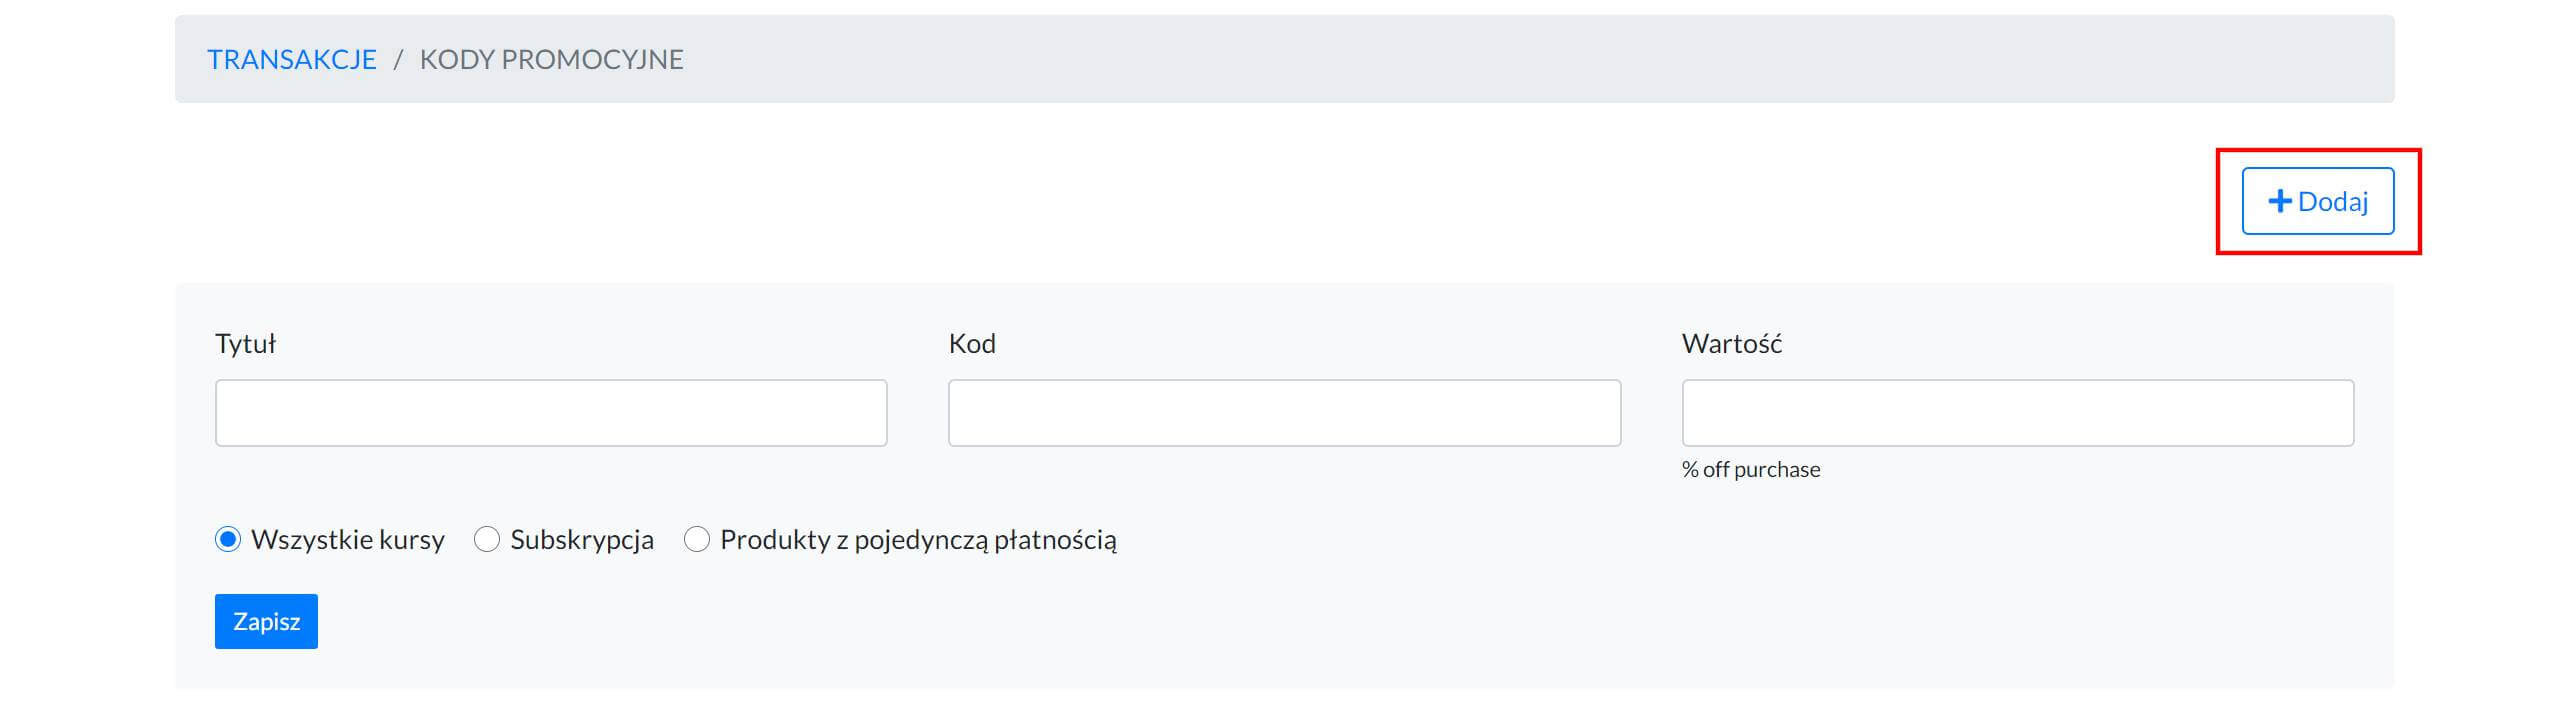 TRANSAKCJE / KODY PROMOCYJNE
Dodaj
Tytuł Kod Wartość
% off purchase
Wszystkie kursy Subskrypcja Produkty z pojedynczą płatnością
Zapisz